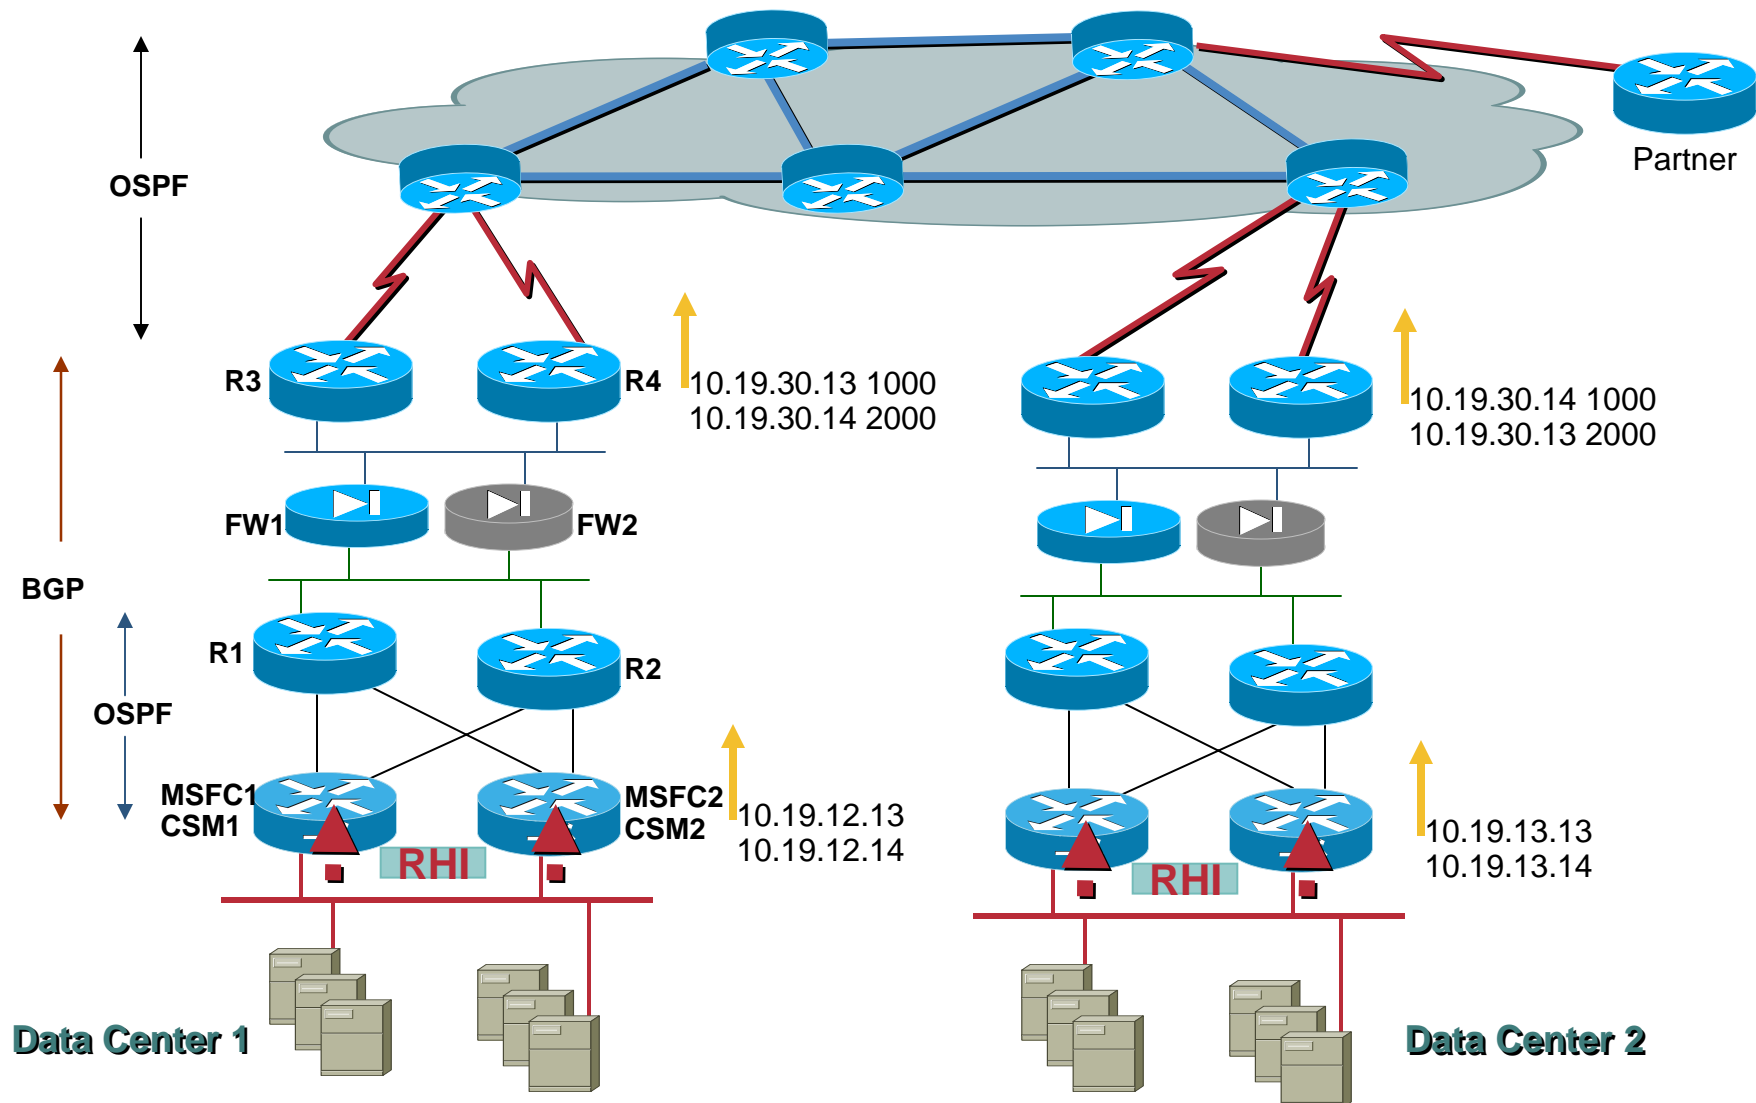 Partner
OSPF
R3
R4
10.19.30.13 1000
10.19.30.14 2000
10.19.30.14 1000
10.19.30.13 2000
FW1
FW2
BGP
R1
R2
OSPF
MSFC1
CSM1
MSFC2
CSM2
10.19.12.13
10.19.12.14
10.19.13.13
10.19.13.14
RHI
RHI
Data Center 1
Data Center 2